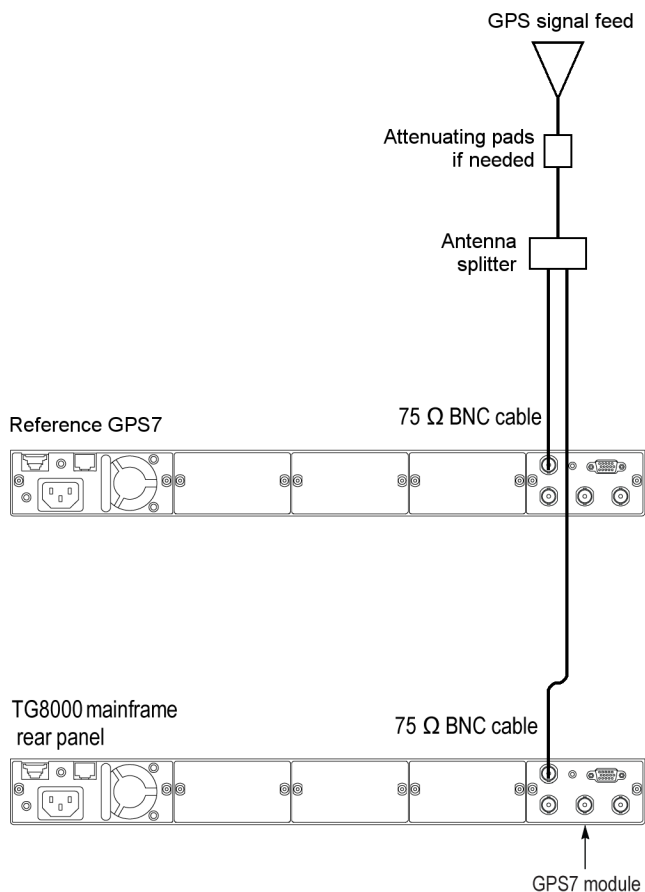 GPS signal feed
Attenuating pads
if needed
Antenna
splitter
75 Ω BNC cable
Reference GPS7
TG8000 mainframe
rear panel
75 Ω BNC cable
GPS7 module